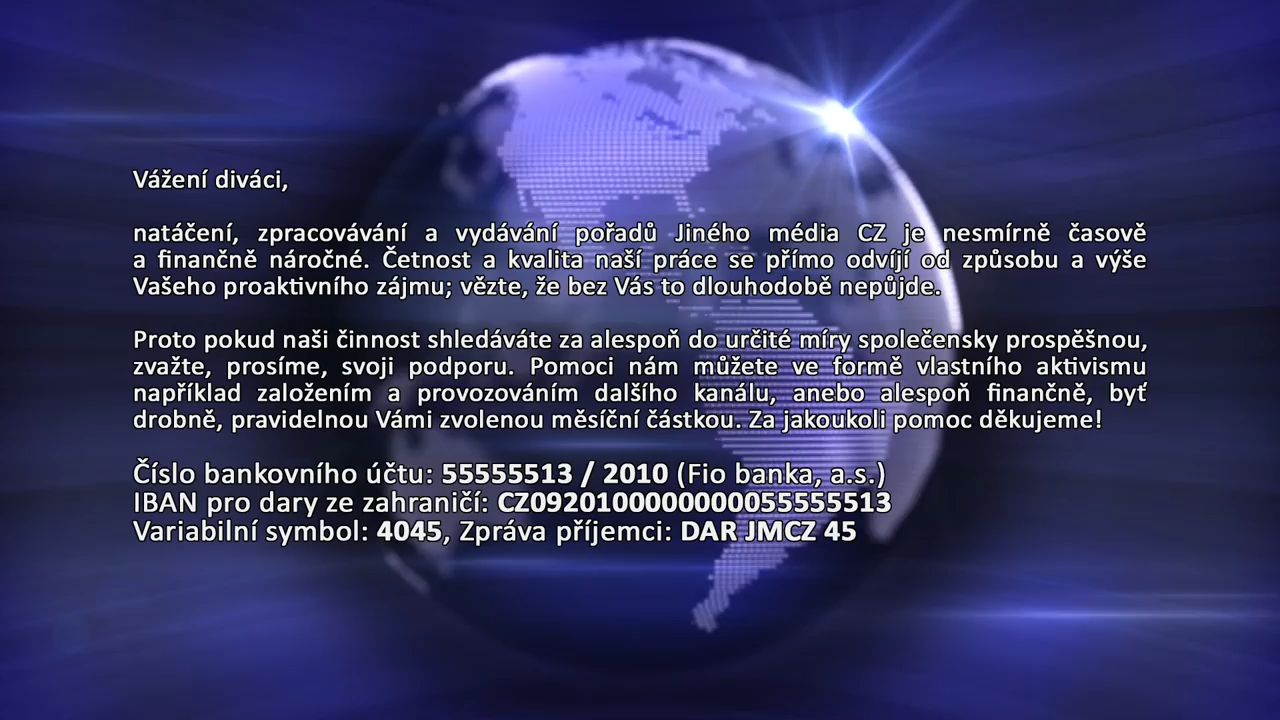 Vážení diváci,
natáčení, zpracovávání a vydávání pořadů Jiného média CZ je nesmírně časově
a finančně náročné. Četnost a kvalita naší práce se přímo odvíjí od způsobu a výše
Vašeho proaktivního zájmu; vězte, že bez Vás to dlouhodobě nepůjde.
Proto pokud naši činnost shledáváte za alespoň do určité míry společensky prospěšnou,
zvažte, prosíme, svoji podporu. Pomoci nám můžete ve formě vlastního aktivismu
například založením a provozováním dalšího kanálu, anebo alespoň finančně, byť
drobně, pravidelnou Vámi zvolenou měsíční částkou. Za jakoukoli pomoc děkujeme!
Číslo bankovního účtu: 55555513 / 2010 (Fio banka, a.s.)
IBAN pro dary ze zahraničí: CZ0920100000000055555513
Variabilní symbol: 4045, Zpráva příjemci: DAR JMCZ 45